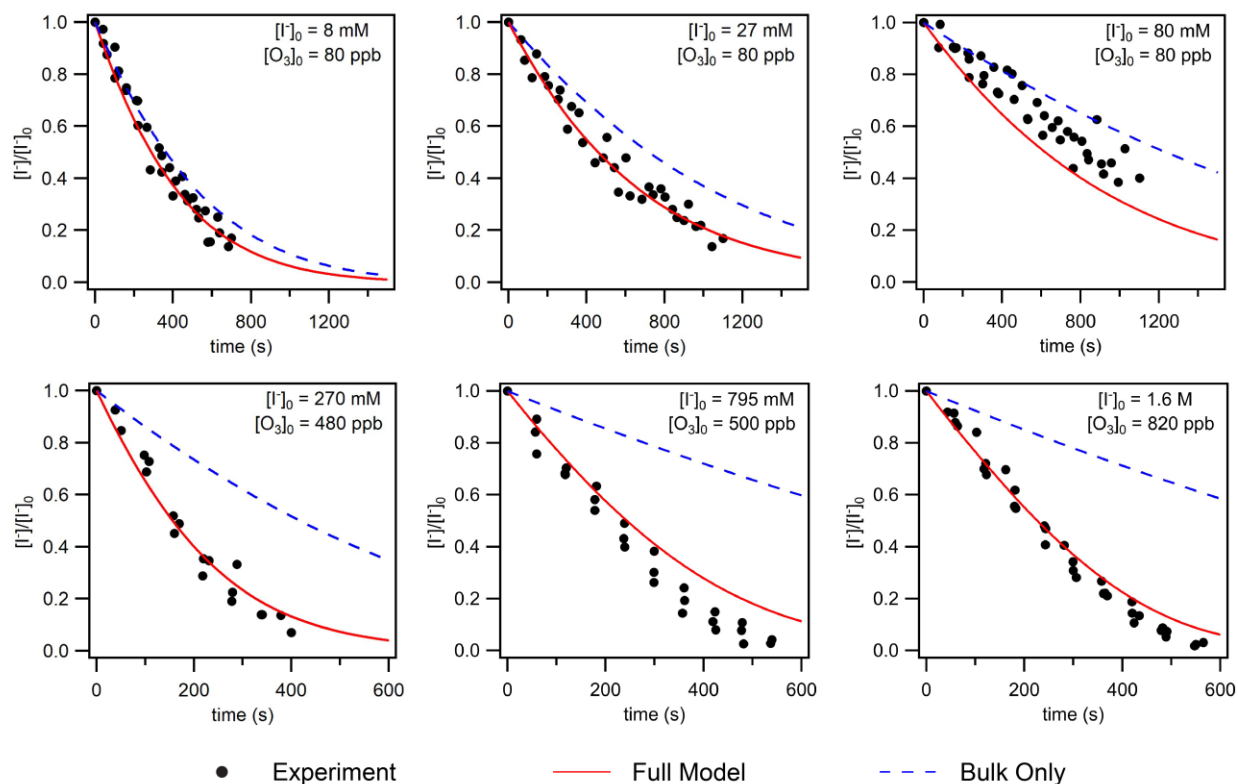 [I⁻]₀ = 8 mM
[O₃]₀ = 80 ppb
[I⁻]/[I⁻]₀
1.0
0.8
0.6
0.4
0.2
0.0
0 400 800 1200
time (s)
[I⁻]₀ = 27 mM
[O₃]₀ = 80 ppb
[I⁻]/[I⁻]₀
1.0
0.8
0.6
0.4
0.2
0.0
0 400 800 1200
time (s)
[I⁻]₀ = 80 mM
[O₃]₀ = 80 ppb
[I⁻]/[I⁻]₀
1.0
0.8
0.6
0.4
0.2
0.0
0 400 800 1200
time (s)
[I⁻]₀ = 270 mM
[O₃]₀ = 480 ppb
[I⁻]/[I⁻]₀
1.0
0.8
0.6
0.4
0.2
0.0
0 200 400 600
time (s)
[I⁻]₀ = 795 mM
[O₃]₀ = 500 ppb
[I⁻]/[I⁻]₀
1.0
0.8
0.6
0.4
0.2
0.0
0 200 400 600
time (s)
[I⁻]₀ = 1.6 M
[O₃]₀ = 820 ppb
[I⁻]/[I⁻]₀
1.0
0.8
0.6
0.4
0.2
0.0
0 200 400 600
time (s)
Experiment Full Model Bulk Only